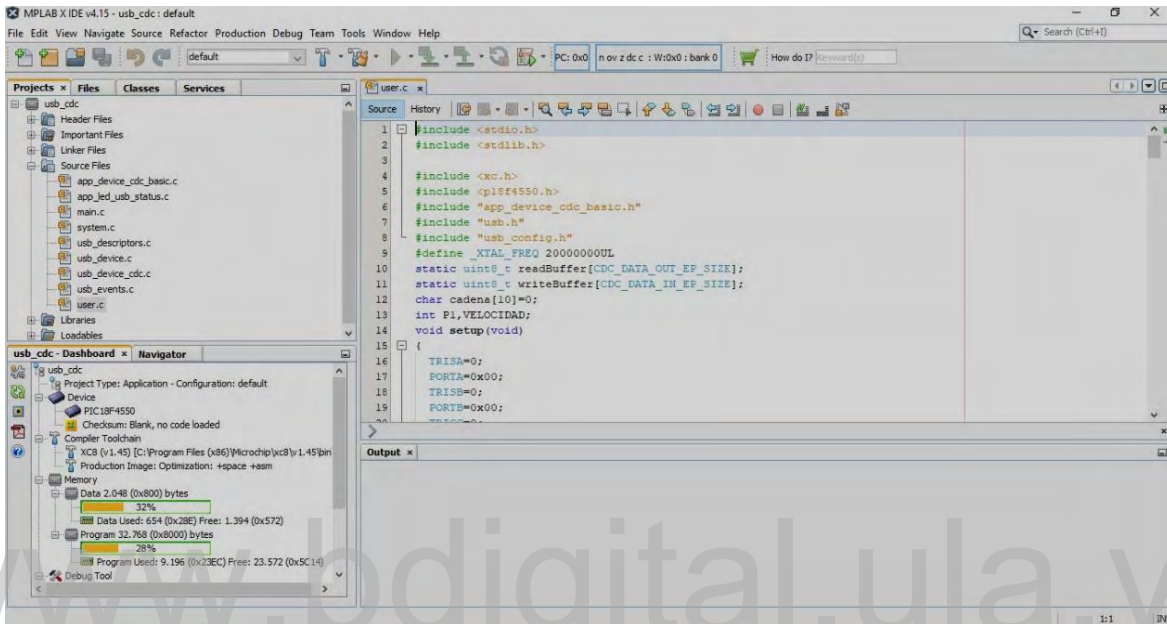 MPLAB X IDE v4.15 - usb_cdc : default
File Edit View Navigate Source Refactor Production Debug Team Tools Window Help
Search (Ctrl+I)
default
PC: 0x0
n ov z dc c : W:0x0 : bank 0
How do I?
Keyword(s)
Projects Files Classes Services
usb_cdc
Header Files
Important Files
Linker Files
Source Files
app_device_cdc_basic.c
app_led_usb_status.c
main.c
system.c
usb_descriptors.c
usb_device.c
usb_device_cdc.c
usb_events.c
user.c
Libraries
Loadables
usb_cdc - Dashboard Navigator
usb_cdc
Project Type: Application - Configuration: default
Device
PIC18F4550
Checksum: Blank, no code loaded
Compiler Toolchain
XC8 (v1.45) [C:\Program Files (x86)\Microchip\xc8\v1.45\bin
Production Image: Optimization: +space +asm
Memory
Data 2.048 (0x800) bytes
32%
Data Used: 654 (0x28E) Free: 1.394 (0x572)
Program 32.768 (0x8000) bytes
28%
Program Used: 9.196 (0x23EC) Free: 23.572 (0x5C14)
Debug Tool
user.c
Source History
1 #include <stdio.h>
2 #include <stdlib.h>
3
4 #include <xc.h>
5 #include <p18f4550.h>
6 #include "app_device_cdc_basic.h"
7 #include "usb.h"
8 #include "usb_config.h"
9 #define _XTAL_FREQ 20000000UL
10 static uint8_t readBuffer[CDC_DATA_OUT_EP_SIZE];
11 static uint8_t writeBuffer[CDC_DATA_IN_EP_SIZE];
12 char cadena[10]=0;
13 int P1,VELOCIDAD;
14 void setup(void)
15 {
16 TRISA=0;
17 PORTA=0x00;
18 TRISB=0;
19 PORTB=0x00;
Output
1:1
www.bdigital.ula.v